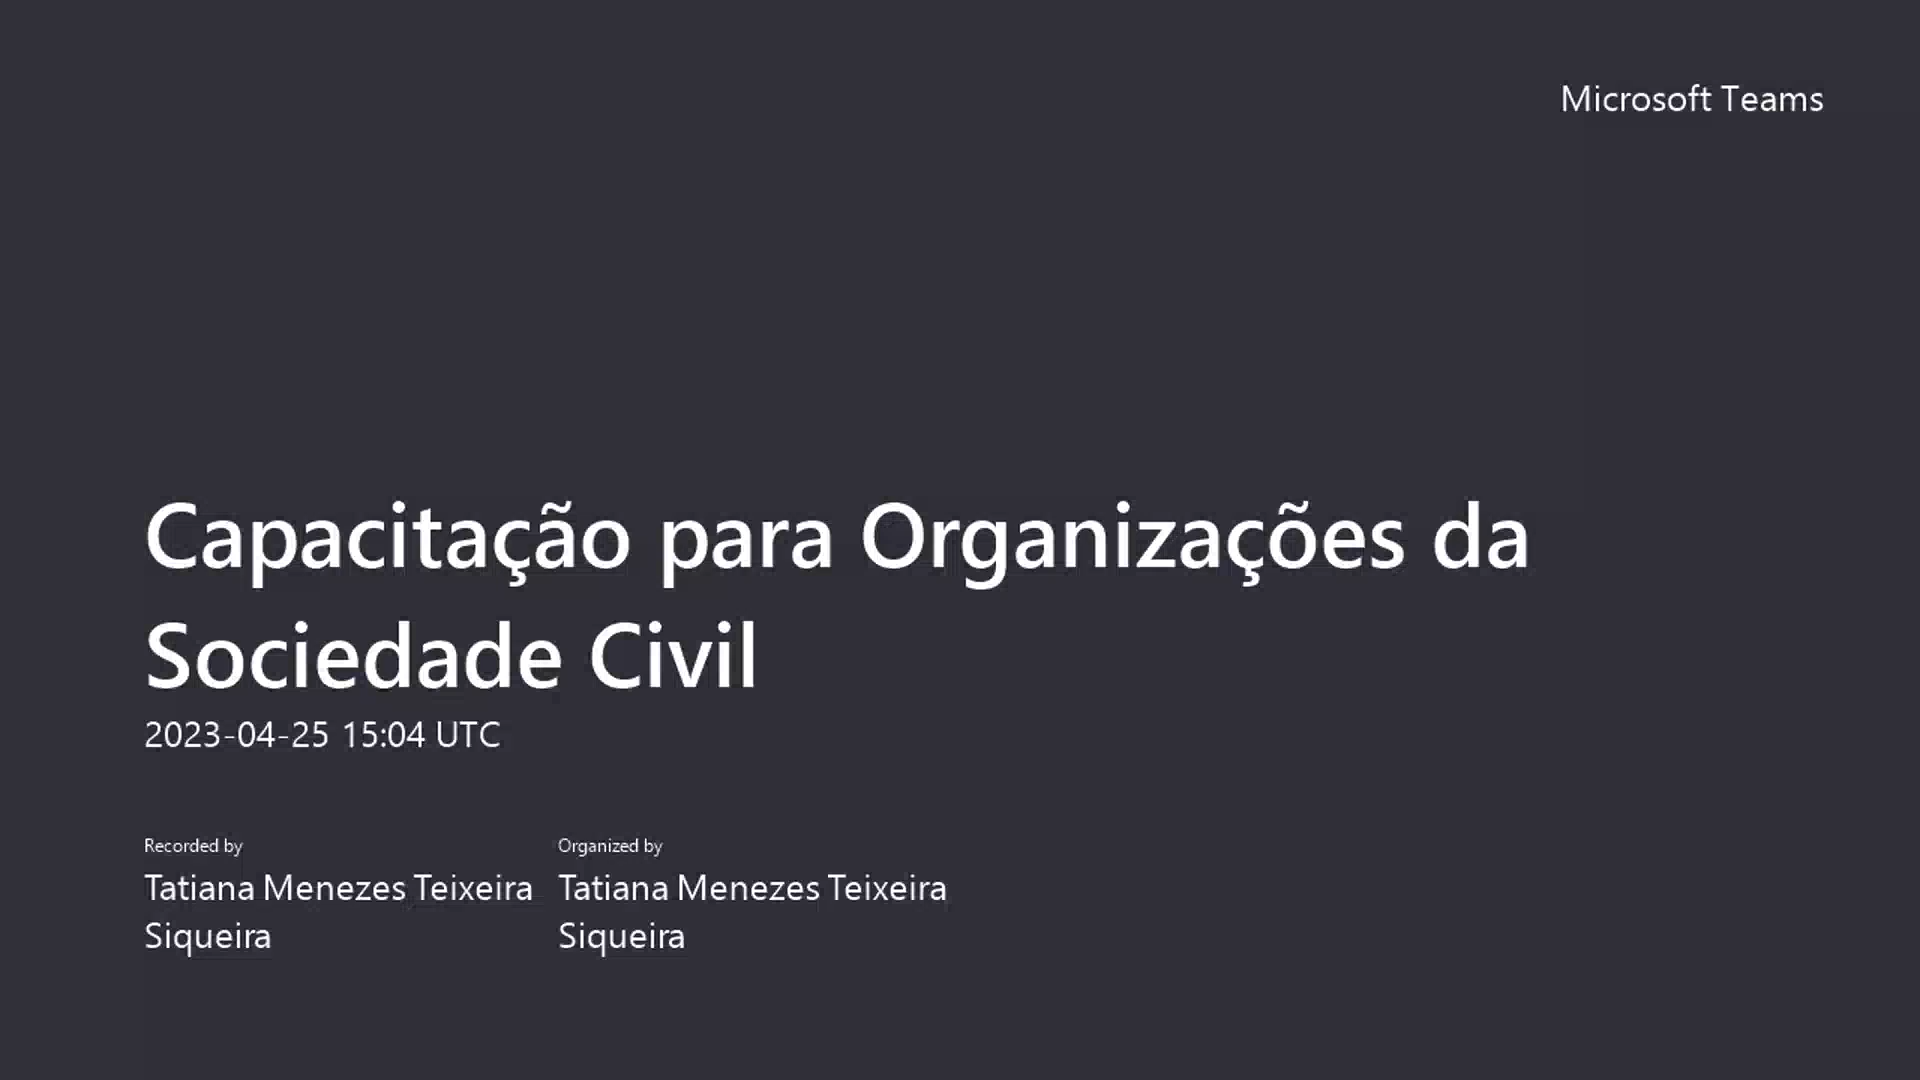 Microsoft Teams
Capacitação para Organizações da
Sociedade Civil
2023-04-25 15:04 UTC
Recorded by
Tatiana Menezes Teixeira
Siqueira
Organized by
Tatiana Menezes Teixeira
Siqueira